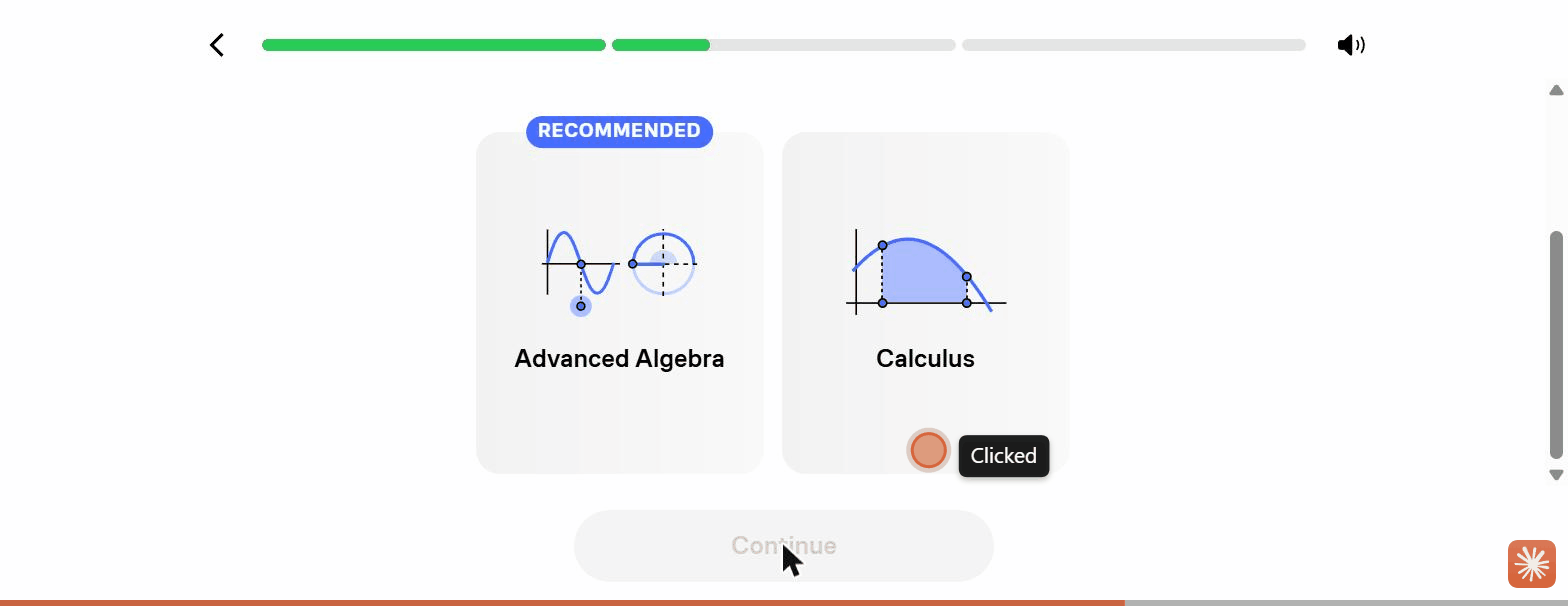 RECOMMENDED
Advanced Algebra
Calculus
Clicked
Continue